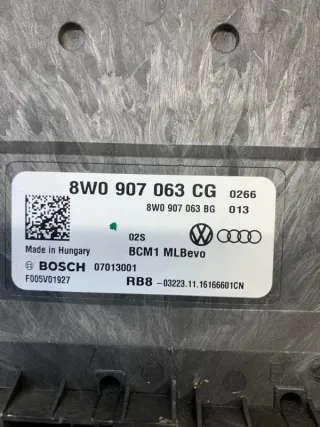 8W0 907 063 CG 0266
8W0 907 063 BG 013
02S
Made in Hungary BCM1 MLBevo
BOSCH 07013001
F005V01927 RB8 -03223.11.16166601CN